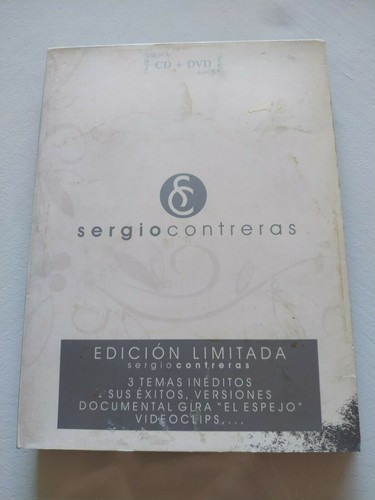 CD + DVD
SC
sergiocontreras
EDICIÓN LIMITADA
sergiocontreras
3 TEMAS INÉDITOS
SUS ÉXITOS, VERSIONES
DOCUMENTAL GIRA "EL ESPEJO"
VIDEOCLIPS,...